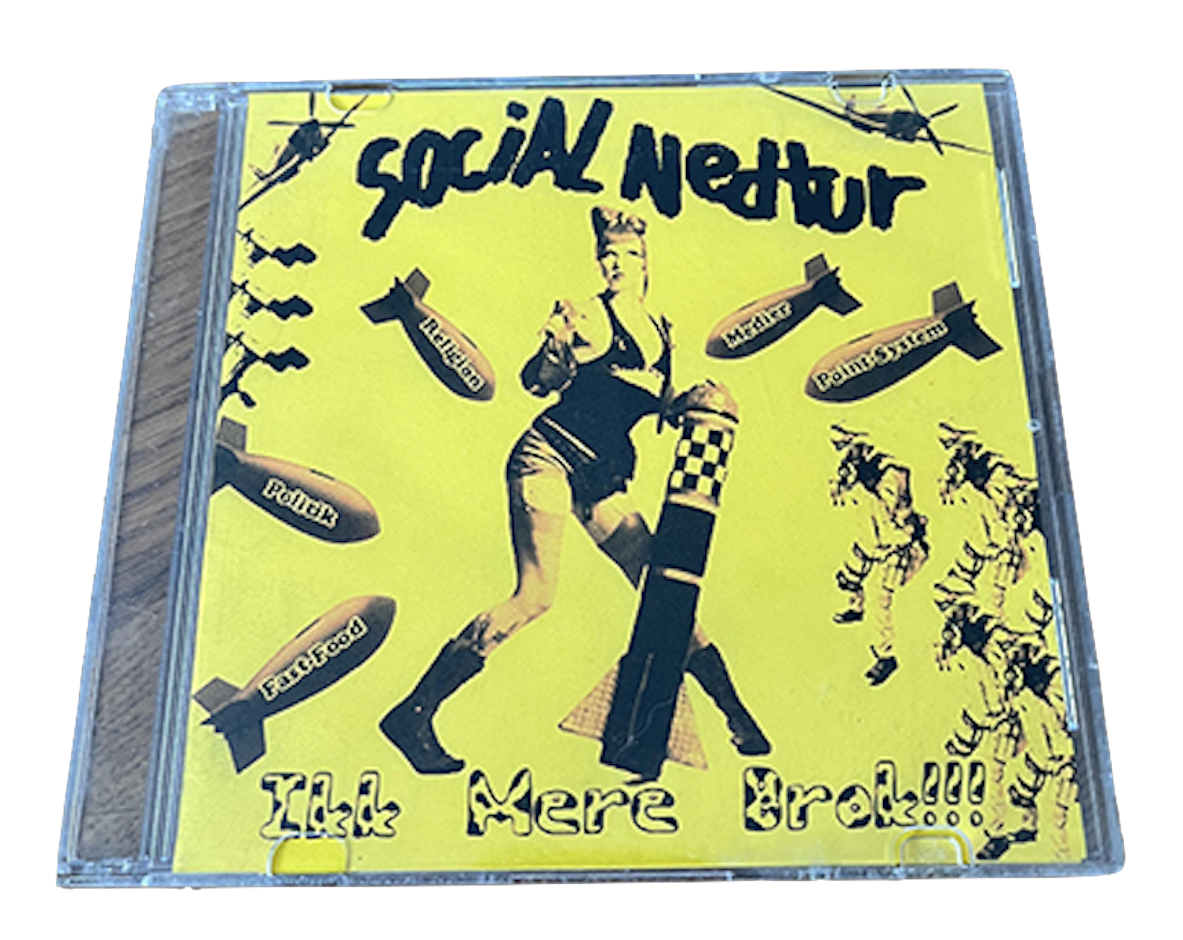 SOCiAL Nedtur
Religion
Medier
Point-System
Politik
Fast-Food
Ikk Mere Brok!!!